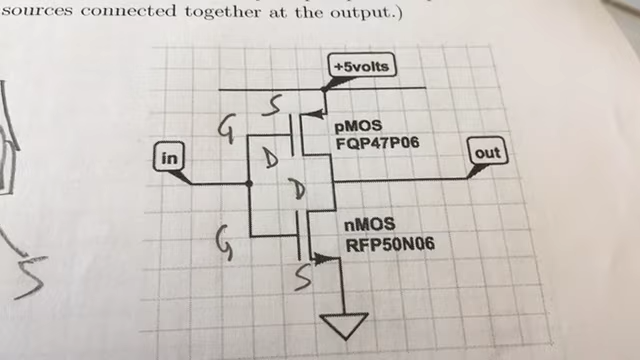 sources connected together at the output.)
+5volts
S
G
pMOS
FQP47P06
in
D
out
D
nMOS
G
RFP50N06
S
S